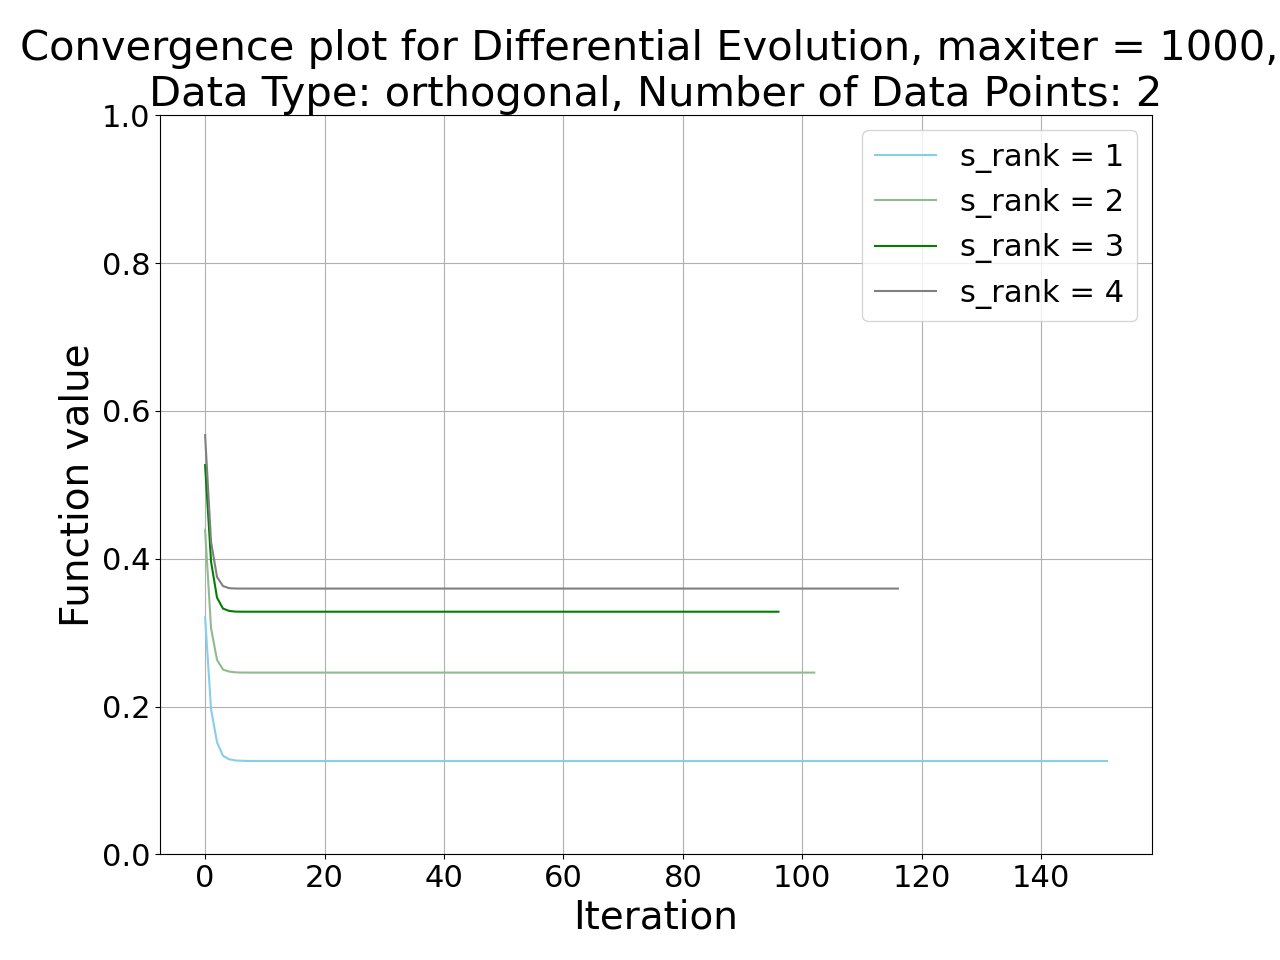 Convergence plot for Differential Evolution, maxiter = 1000,
Data Type: orthogonal, Number of Data Points: 2
1.0
0.8
0.6
0.4
0.2
0.0
Function value
s_rank = 1
s_rank = 2
s_rank = 3
s_rank = 4
0 20 40 60 80 100 120 140
Iteration